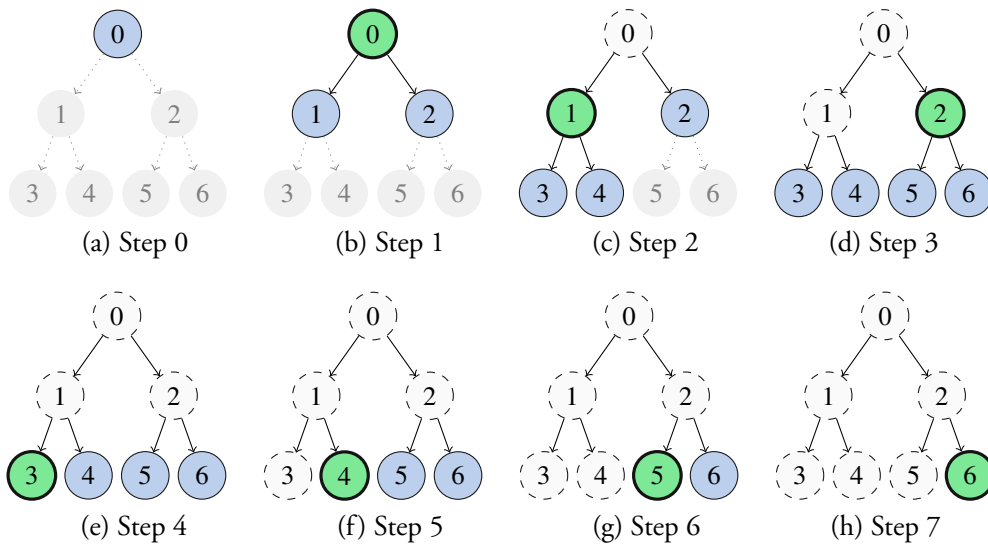 0 0 0 0
1 2 1 2 1 2 1 2
3 4 5 6 3 4 5 6 3 4 5 6 3 4 5 6
(a) Step 0 (b) Step 1 (c) Step 2 (d) Step 3
0 0 0 0
1 2 1 2 1 2 1 2
3 4 5 6 3 4 5 6 3 4 5 6 3 4 5 6
(e) Step 4 (f) Step 5 (g) Step 6 (h) Step 7